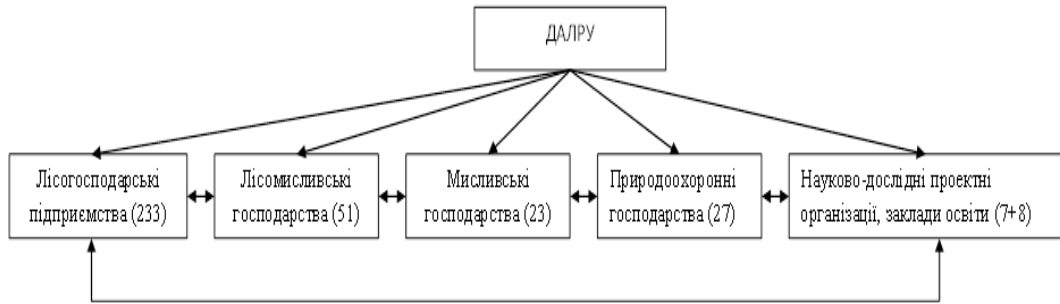 ДАЛРУ
Лісогосподарські
підприємства (233)
Лісомисливські
господарства (51)
Мисливські
господарства (23)
Природоохоронні
господарства (27)
Науково-дослідні проектні
організації, заклади освіти (7+8)